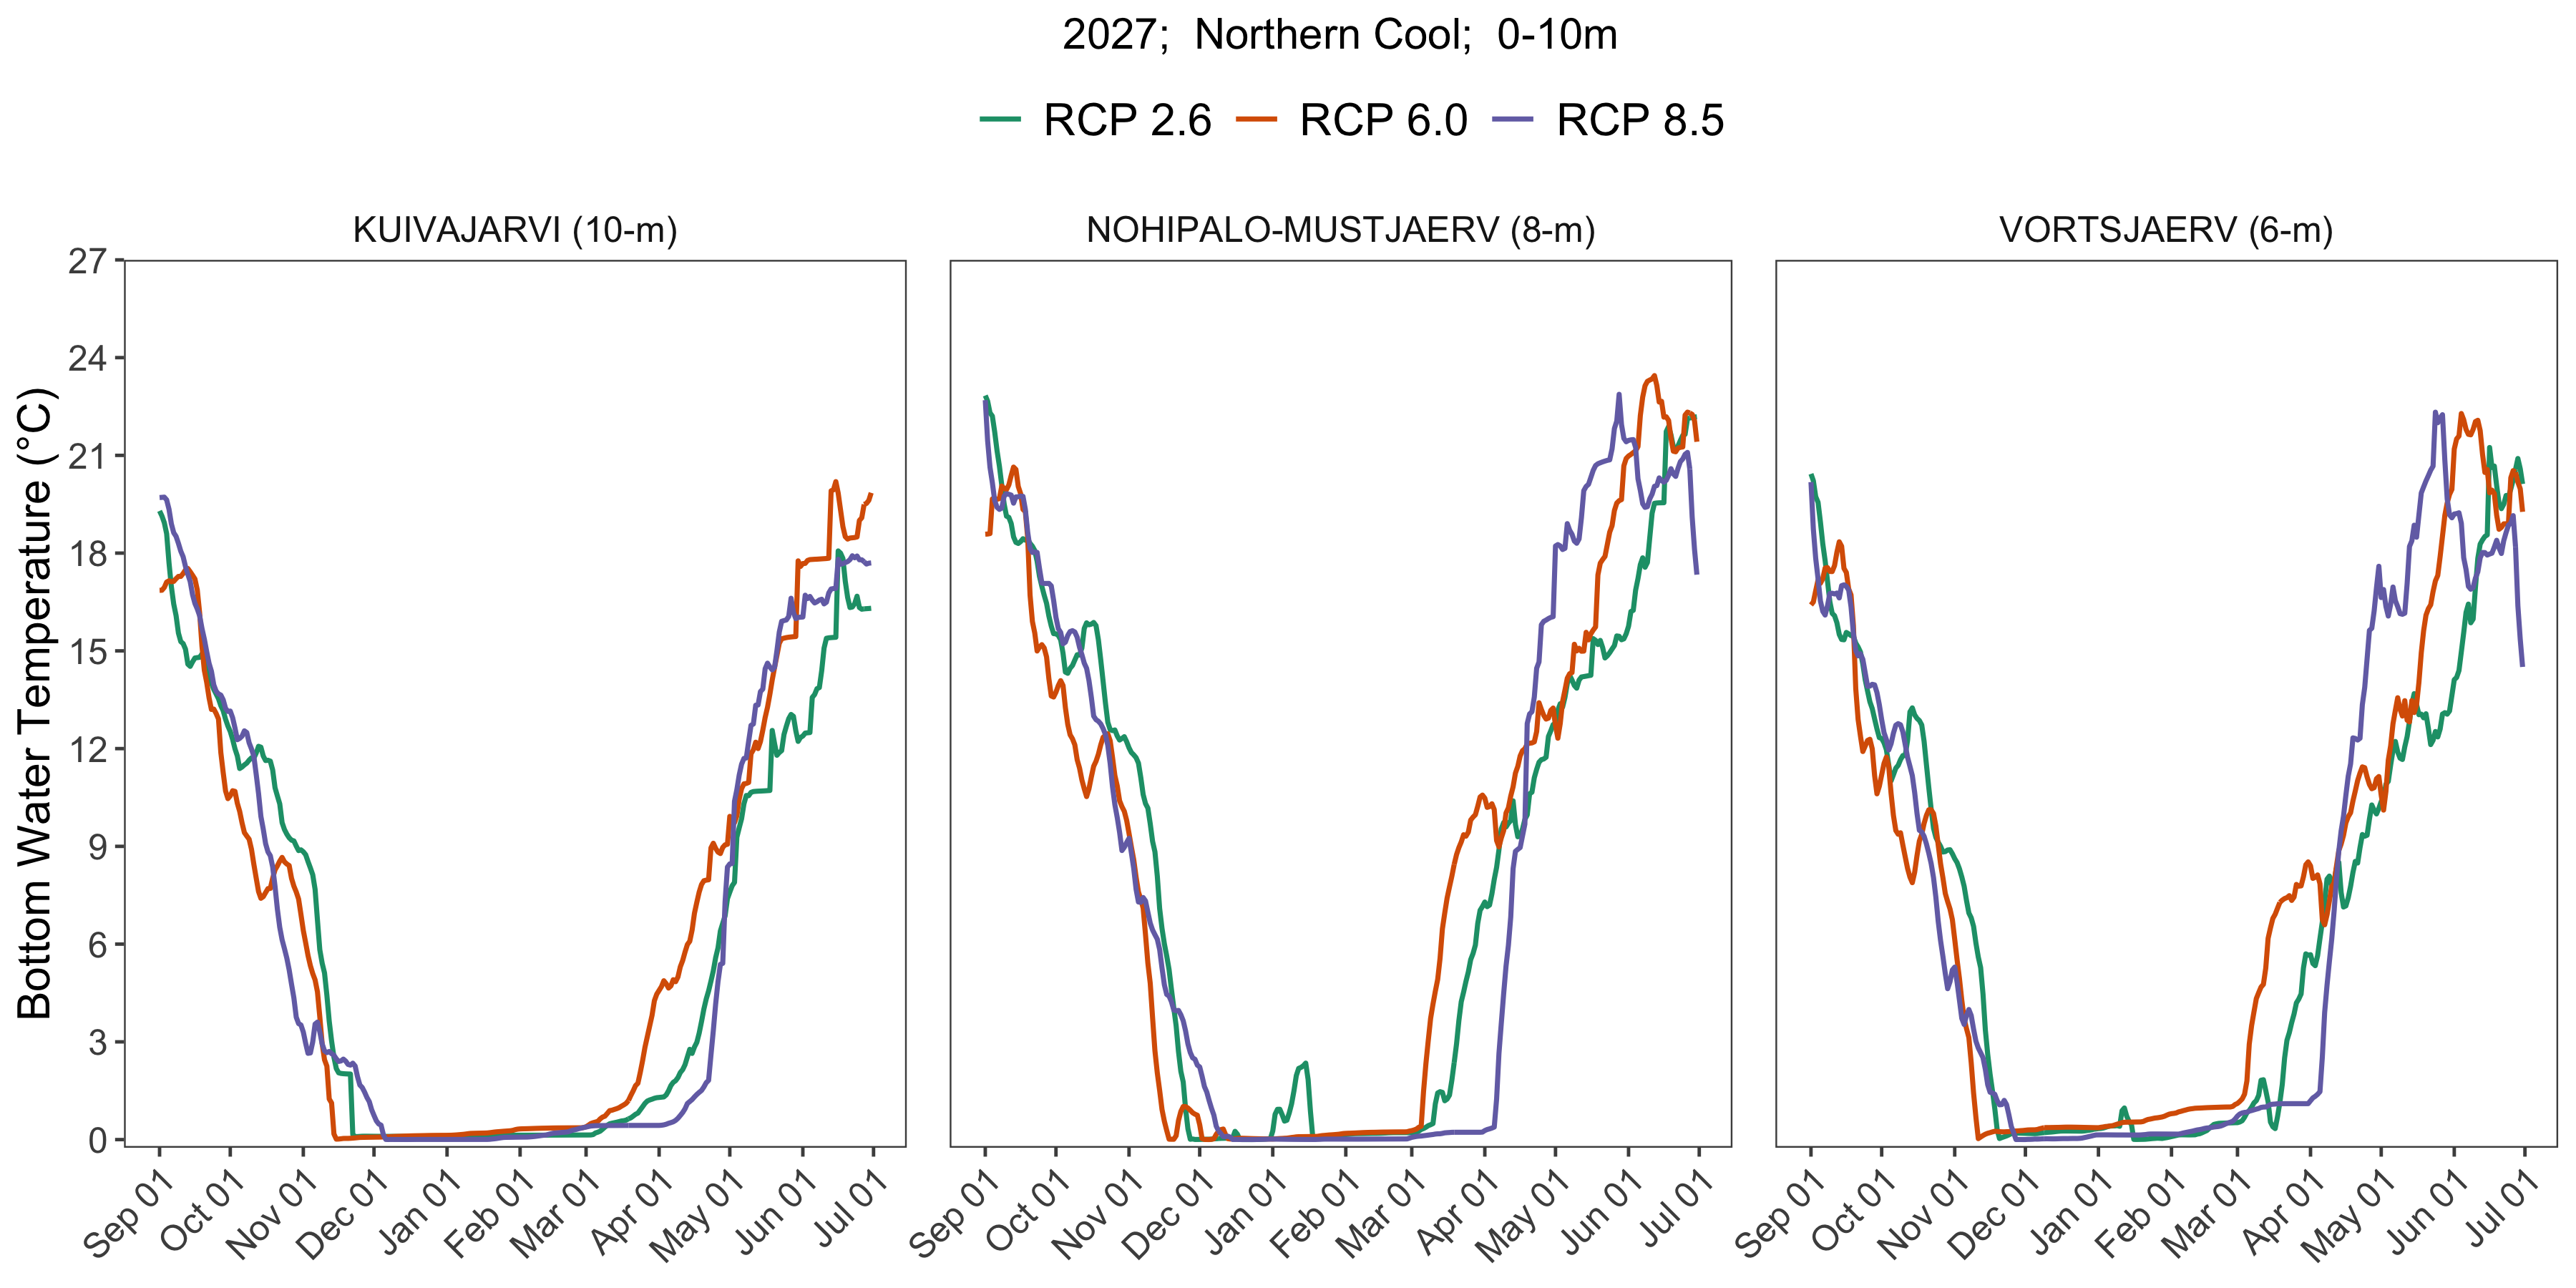 2027;  Northern Cool;  0-10m
RCP 2.6 RCP 6.0 RCP 8.5
KUIVAJARVI (10-m) NOHIPALO-MUSTJAERV (8-m) VORTSJAERV (6-m)
Bottom Water Temperature (°C)
27
24
21
18
15
12
9
6
3
0
Sep 01 Oct 01 Nov 01 Dec 01 Jan 01 Feb 01 Mar 01 Apr 01 May 01 Jun 01 Jul 01 Sep 01 Oct 01 Nov 01 Dec 01 Jan 01 Feb 01 Mar 01 Apr 01 May 01 Jun 01 Jul 01 Sep 01 Oct 01 Nov 01 Dec 01 Jan 01 Feb 01 Mar 01 Apr 01 May 01 Jun 01 Jul 01